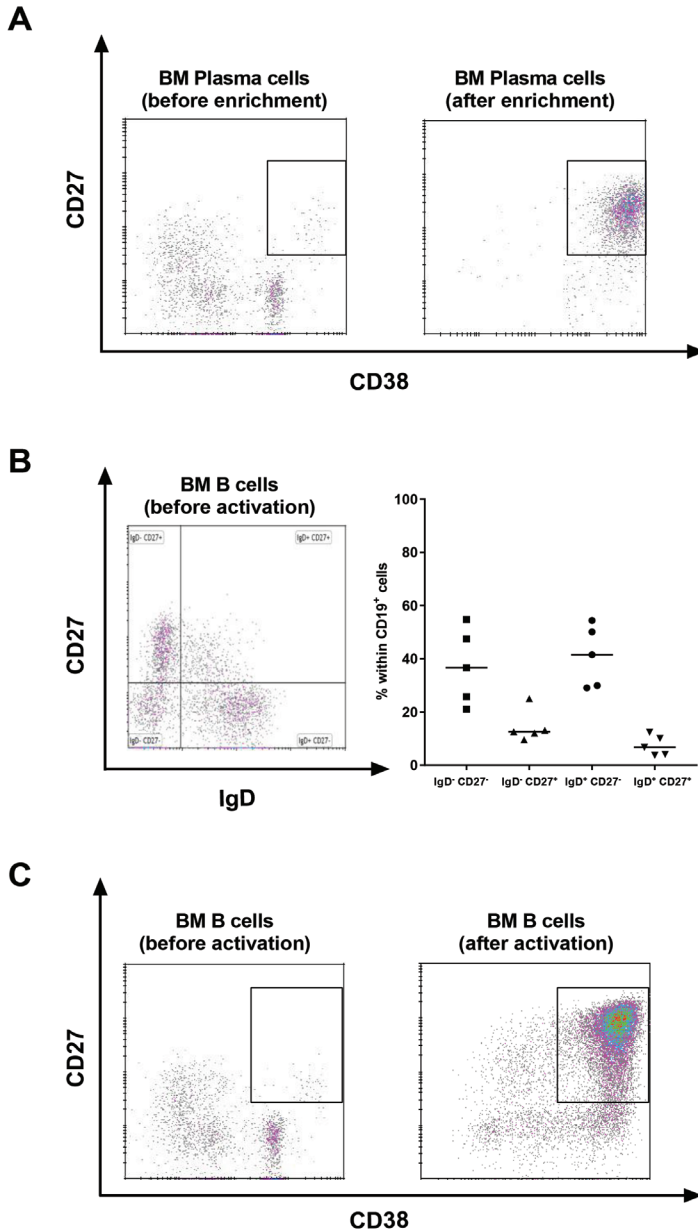 A
BM Plasma cells
(before enrichment)
BM Plasma cells
(after enrichment)
CD27
CD38
B
BM B cells
(before activation)
IgD- CD27+
IgD+ CD27+
IgD- CD27-
IgD+ CD27-
CD27
IgD
100
80
60
40
20
0
% within CD19⁺ cells
IgD⁻ CD27⁻
IgD⁻ CD27⁺
IgD⁺ CD27⁻
IgD⁺ CD27⁺
C
BM B cells
(before activation)
BM B cells
(after activation)
CD27
CD38